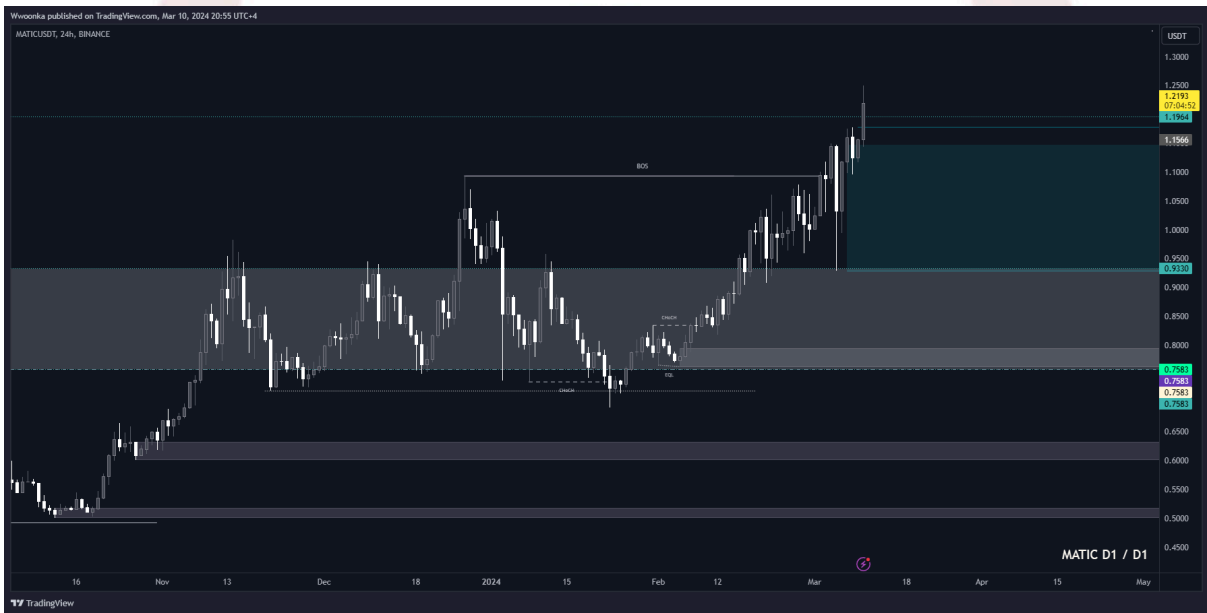 Wwoonka published on TradingView.com, Mar 10, 2024 20:55 UTC+4
MATICUSDT, 24h, BINANCE
USDT
1.3000
1.2500
1.2193
07:04:52
1.1964
1.1566
BOS
1.1000
1.0500
1.0000
0.9500
0.9330
0.9000
0.8500
CHoCH
0.8000
EQL
0.7583
0.7583
0.7583
0.7583
CHoCH
0.6500
0.6000
0.5500
0.5000
0.4500
MATIC D1 / D1
16 Nov 13 Dec 18 2024 15 Feb 12 Mar 18 Apr 15 May
TradingView